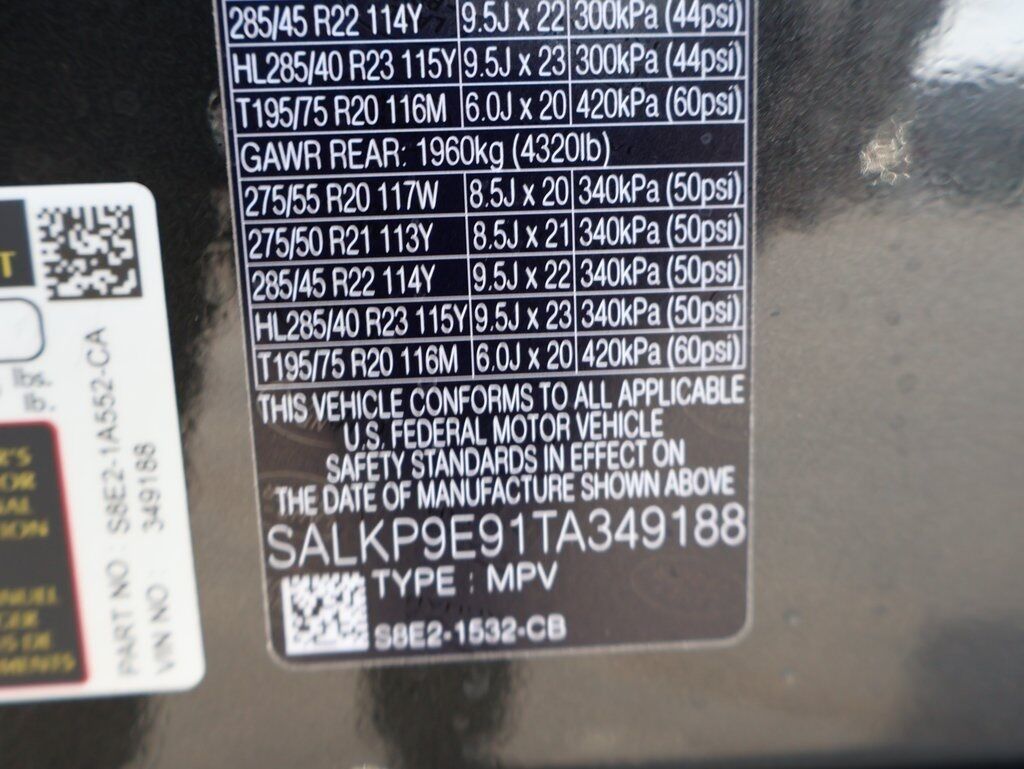 285/45 R22 114Y 9.5J x 22 300kPa (44psi)
HL285/40 R23 115Y 9.5J x 23 300kPa (44psi)
T195/75 R20 116M 6.0J x 20 420kPa (60psi)
GAWR REAR: 1960kg (4320lb)
275/55 R20 117W 8.5J x 20 340kPa (50psi)
275/50 R21 113Y 8.5J x 21 340kPa (50psi)
285/45 R22 114Y 9.5J x 22 340kPa (50psi)
HL285/40 R23 115Y 9.5J x 23 340kPa (50psi)
T195/75 R20 116M 6.0J x 20 420kPa (60psi)
THIS VEHICLE CONFORMS TO ALL APPLICABLE
U.S. FEDERAL MOTOR VEHICLE
SAFETY STANDARDS IN EFFECT ON
THE DATE OF MANUFACTURE SHOWN ABOVE
SALKP9E91TA349188
TYPE : MPV
S8E2-1532-CB
T
lbs.
lb.
PART NO: S8E2-1A552-CA
VIN NO: 349188